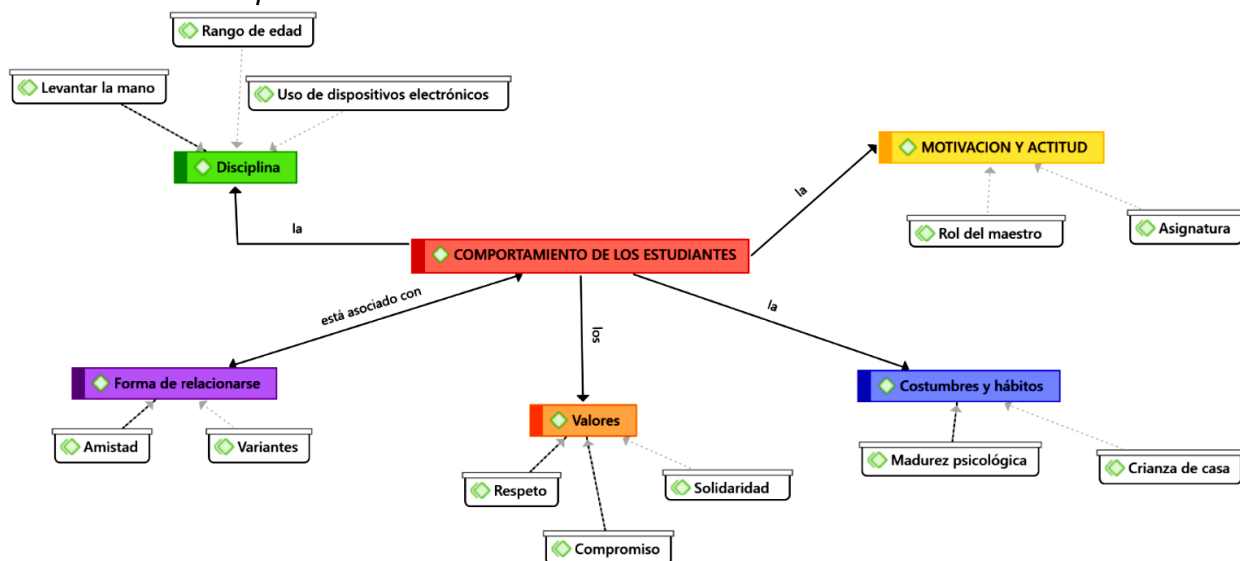 Rango de edad
Levantar la mano
Uso de dispositivos electrónicos
Disciplina
MOTIVACION Y ACTITUD
la
la
Rol del maestro
Asignatura
COMPORTAMIENTO DE LOS ESTUDIANTES
está asociado con
los
la
Forma de relacionarse
Costumbres y hábitos
Valores
Amistad
Variantes
Madurez psicológica
Crianza de casa
Respeto
Solidaridad
Compromiso